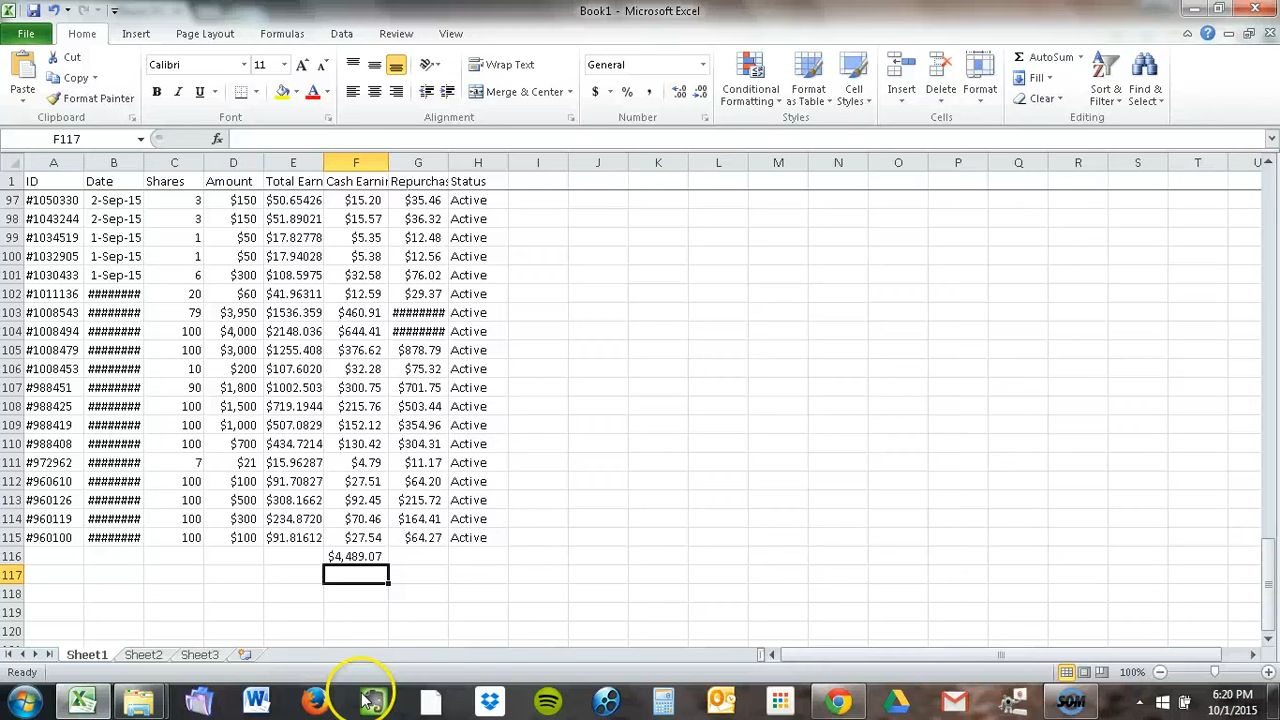 Book1 - Microsoft Excel
File Home Insert Page Layout Formulas Data Review View
Paste Cut Copy Format Painter Clipboard
Calibri 11 B I U A A A Font
Wrap Text Merge & Center Alignment
General $ % , Number
Conditional Formatting Format as Table Cell Styles Styles
Insert Delete Format Cells
Σ AutoSum Fill Clear Sort & Filter Find & Select Editing
F117 fx
A B C D E F G H I J K L M N O P Q R S T U
1 ID Date Shares Amount Total Earn Cash Earnin Repurchas Status
97 #1050330 2-Sep-15 3 $150 $50.65426 $15.20 $35.46 Active
98 #1043244 2-Sep-15 3 $150 $51.89021 $15.57 $36.32 Active
99 #1034519 1-Sep-15 1 $50 $17.82778 $5.35 $12.48 Active
100 #1032905 1-Sep-15 1 $50 $17.94028 $5.38 $12.56 Active
101 #1030433 1-Sep-15 6 $300 $108.5975 $32.58 $76.02 Active
102 #1011136 ######## 20 $60 $41.96311 $12.59 $29.37 Active
103 #1008543 ######## 79 $3,950 $1536.359 $460.91 ######## Active
104 #1008494 ######## 100 $4,000 $2148.036 $644.41 ######## Active
105 #1008479 ######## 100 $3,000 $1255.408 $376.62 $878.79 Active
106 #1008453 ######## 10 $200 $107.6020 $32.28 $75.32 Active
107 #988451 ######## 90 $1,800 $1002.503 $300.75 $701.75 Active
108 #988425 ######## 100 $1,500 $719.1944 $215.76 $503.44 Active
109 #988419 ######## 100 $1,000 $507.0829 $152.12 $354.96 Active
110 #988408 ######## 100 $700 $434.7214 $130.42 $304.31 Active
111 #972962 ######## 7 $21 $15.96287 $4.79 $11.17 Active
112 #960610 ######## 100 $100 $91.70827 $27.51 $64.20 Active
113 #960126 ######## 100 $500 $308.1662 $92.45 $215.72 Active
114 #960119 ######## 100 $300 $234.8720 $70.46 $164.41 Active
115 #960100 ######## 100 $100 $91.81612 $27.54 $64.27 Active
116 $4,489.07
117
118
119
120
Sheet1 Sheet2 Sheet3
Ready 100%
SOM
6:20 PM
10/1/2015